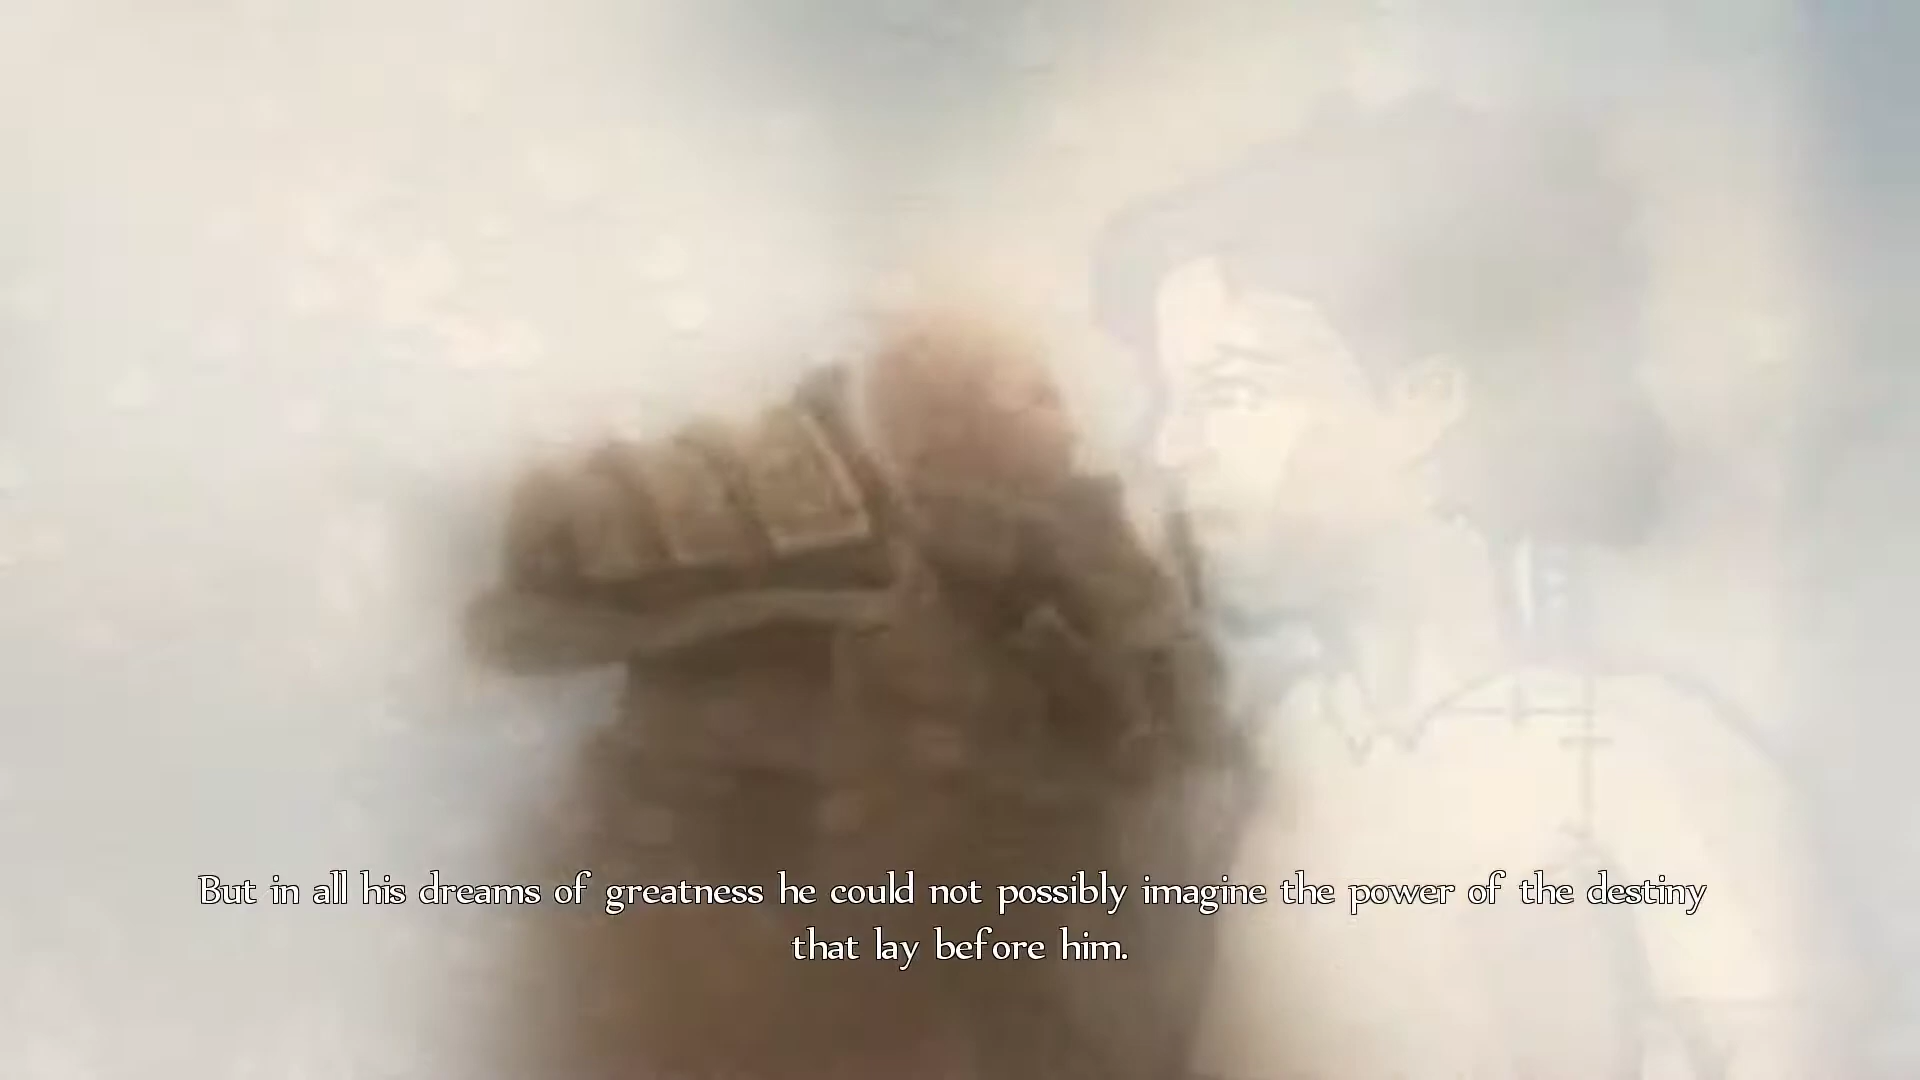 But in all his dreams of greatness he could not possibly imagine the power of the destiny
that lay before him.